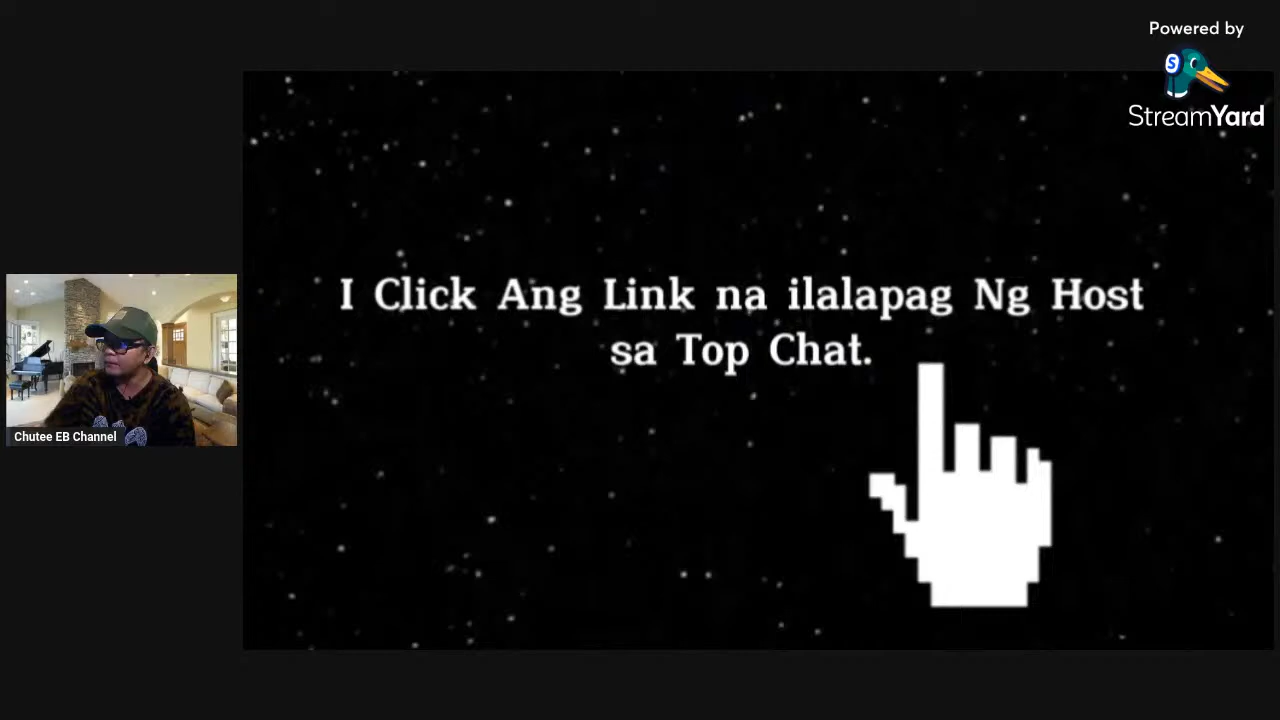 Powered by
S
StreamYard
I Click Ang Link na ilalapag Ng Host
sa Top Chat.
Chutee EB Channel